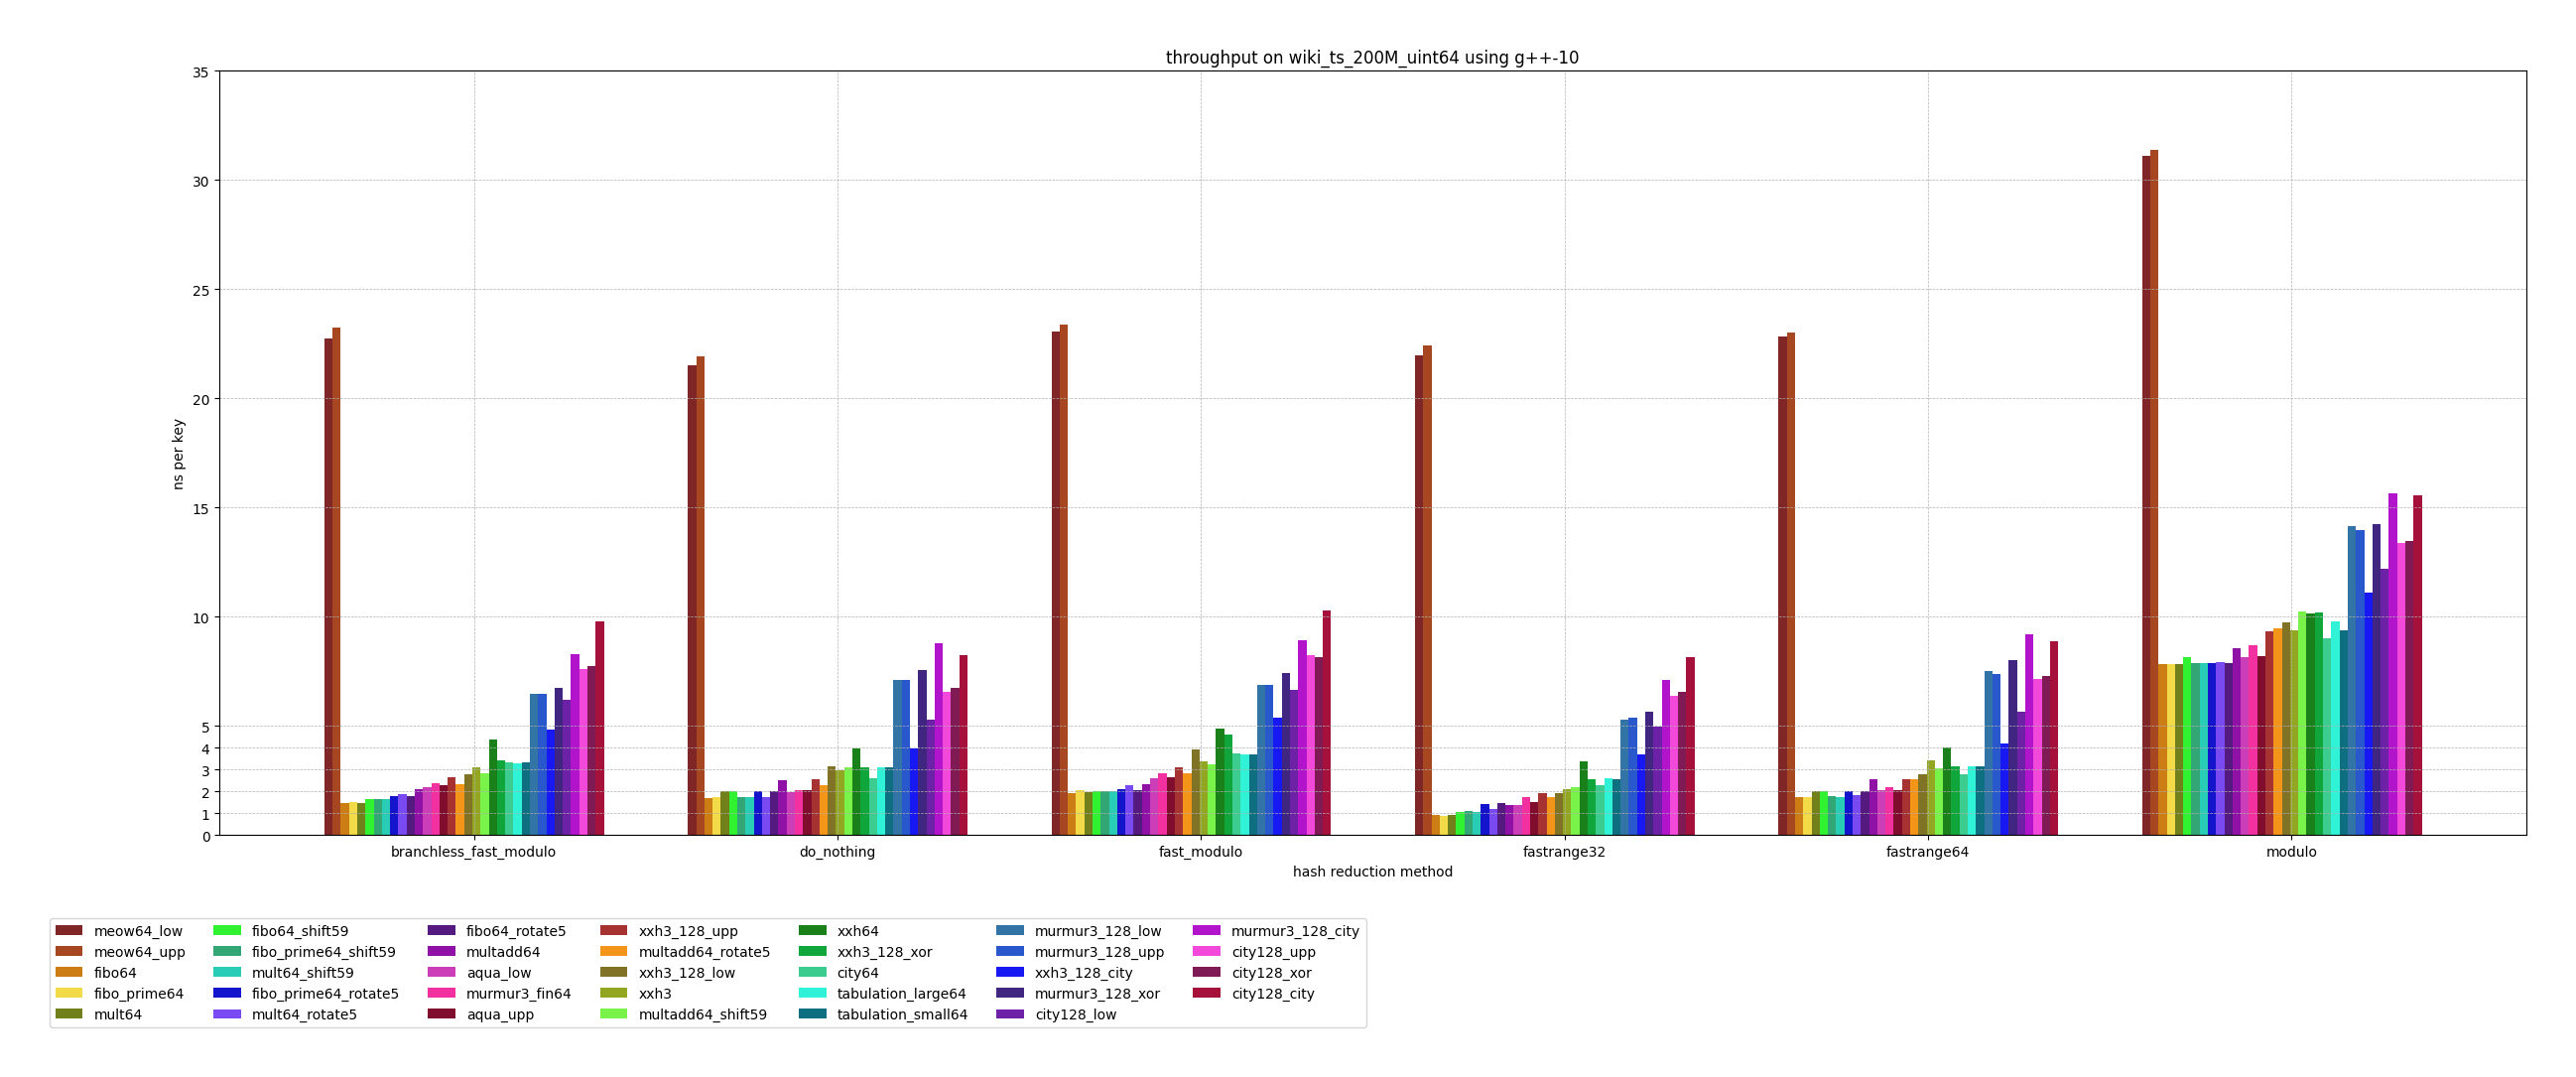 throughput on wiki_ts_200M_uint64 using g++-10
35
30
25
20
15
10
5
4
3
2
1
0
ns per key
branchless_fast_modulo do_nothing fast_modulo fastrange32 fastrange64 modulo
hash reduction method
meow64_low fibo64_shift59 fibo64_rotate5 xxh3_128_upp xxh64 murmur3_128_low murmur3_128_city
meow64_upp fibo_prime64_shift59 multadd64 multadd64_rotate5 xxh3_128_xor murmur3_128_upp city128_upp
fibo64 mult64_shift59 aqua_low xxh3_128_low city64 xxh3_128_city city128_xor
fibo_prime64 fibo_prime64_rotate5 murmur3_fin64 xxh3 tabulation_large64 murmur3_128_xor city128_city
mult64 mult64_rotate5 aqua_upp multadd64_shift59 tabulation_small64 city128_low